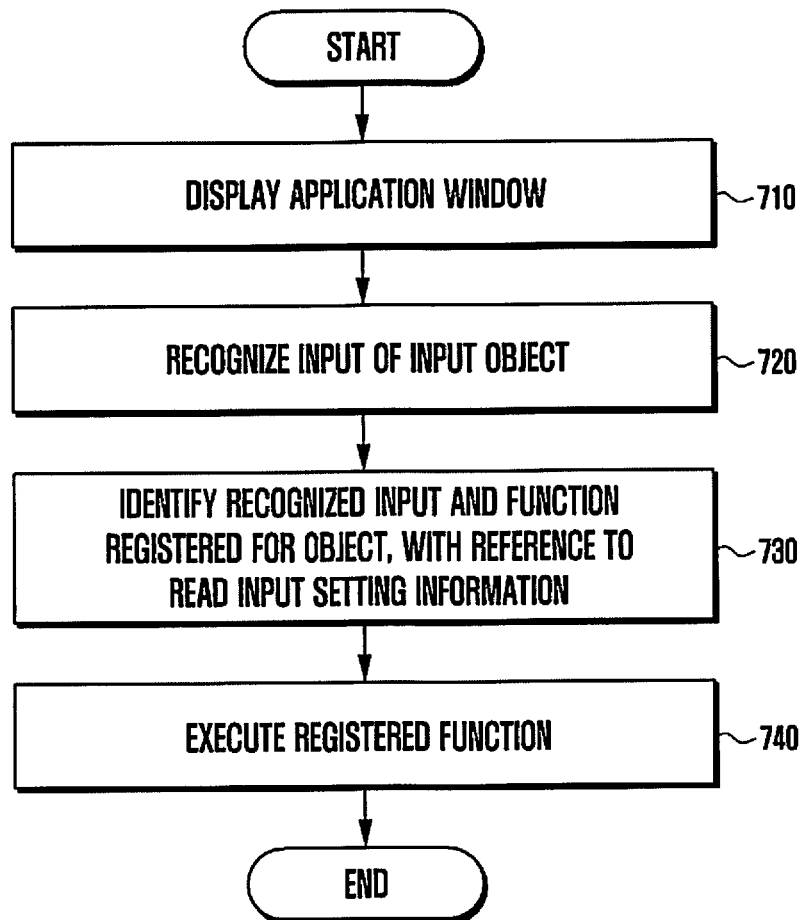 START
DISPLAY APPLICATION WINDOW
710
RECOGNIZE INPUT OF INPUT OBJECT
720
IDENTIFY RECOGNIZED INPUT AND FUNCTION
REGISTERED FOR OBJECT, WITH REFERENCE TO
READ INPUT SETTING INFORMATION
730
EXECUTE REGISTERED FUNCTION
740
END